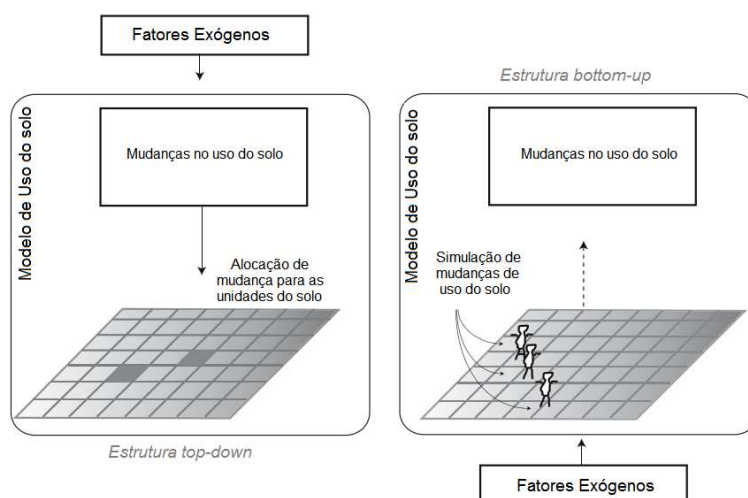 Fatores Exógenos
Modelo de Uso do solo
Mudanças no uso do solo
Alocação de
mudança para as
unidades do solo
Estrutura top-down
Estrutura bottom-up
Modelo de Uso do solo
Mudanças no uso do solo
Simulação de
mudanças de
uso do solo
Fatores Exógenos